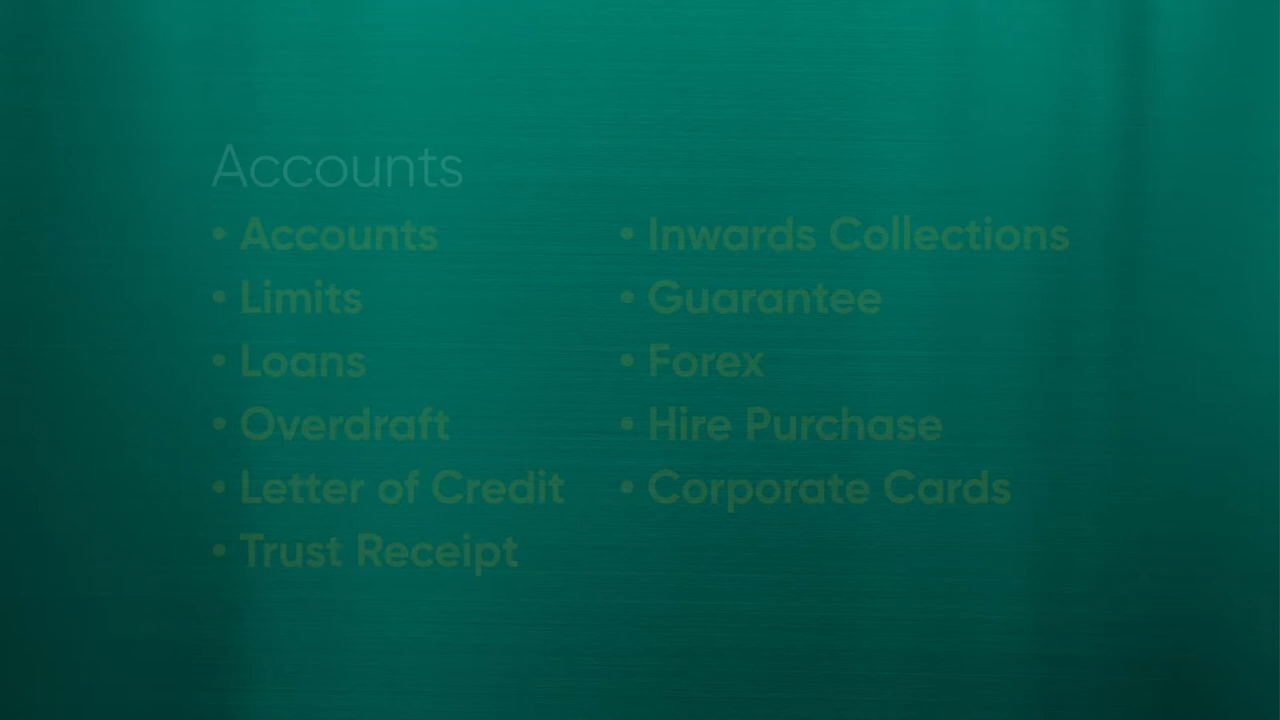 Accounts
• Accounts
• Limits
• Loans
• Overdraft
• Letter of Credit
• Trust Receipt
• Inwards Collections
• Guarantee
• Forex
• Hire Purchase
• Corporate Cards